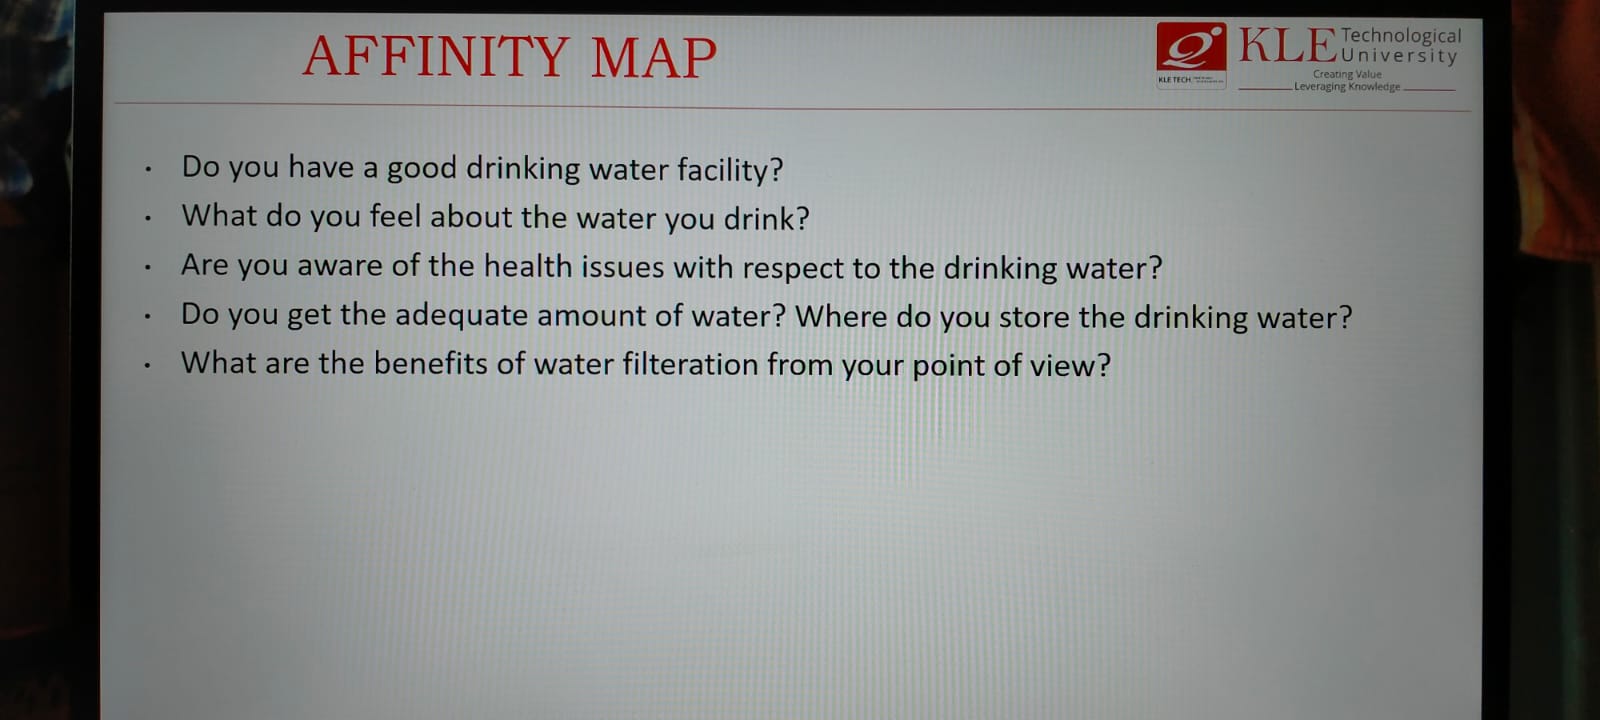 AFFINITY MAP
KLE Technological University
Creating Value
Leveraging Knowledge
KLE TECH
• Do you have a good drinking water facility?
• What do you feel about the water you drink?
• Are you aware of the health issues with respect to the drinking water?
• Do you get the adequate amount of water? Where do you store the drinking water?
• What are the benefits of water filteration from your point of view?